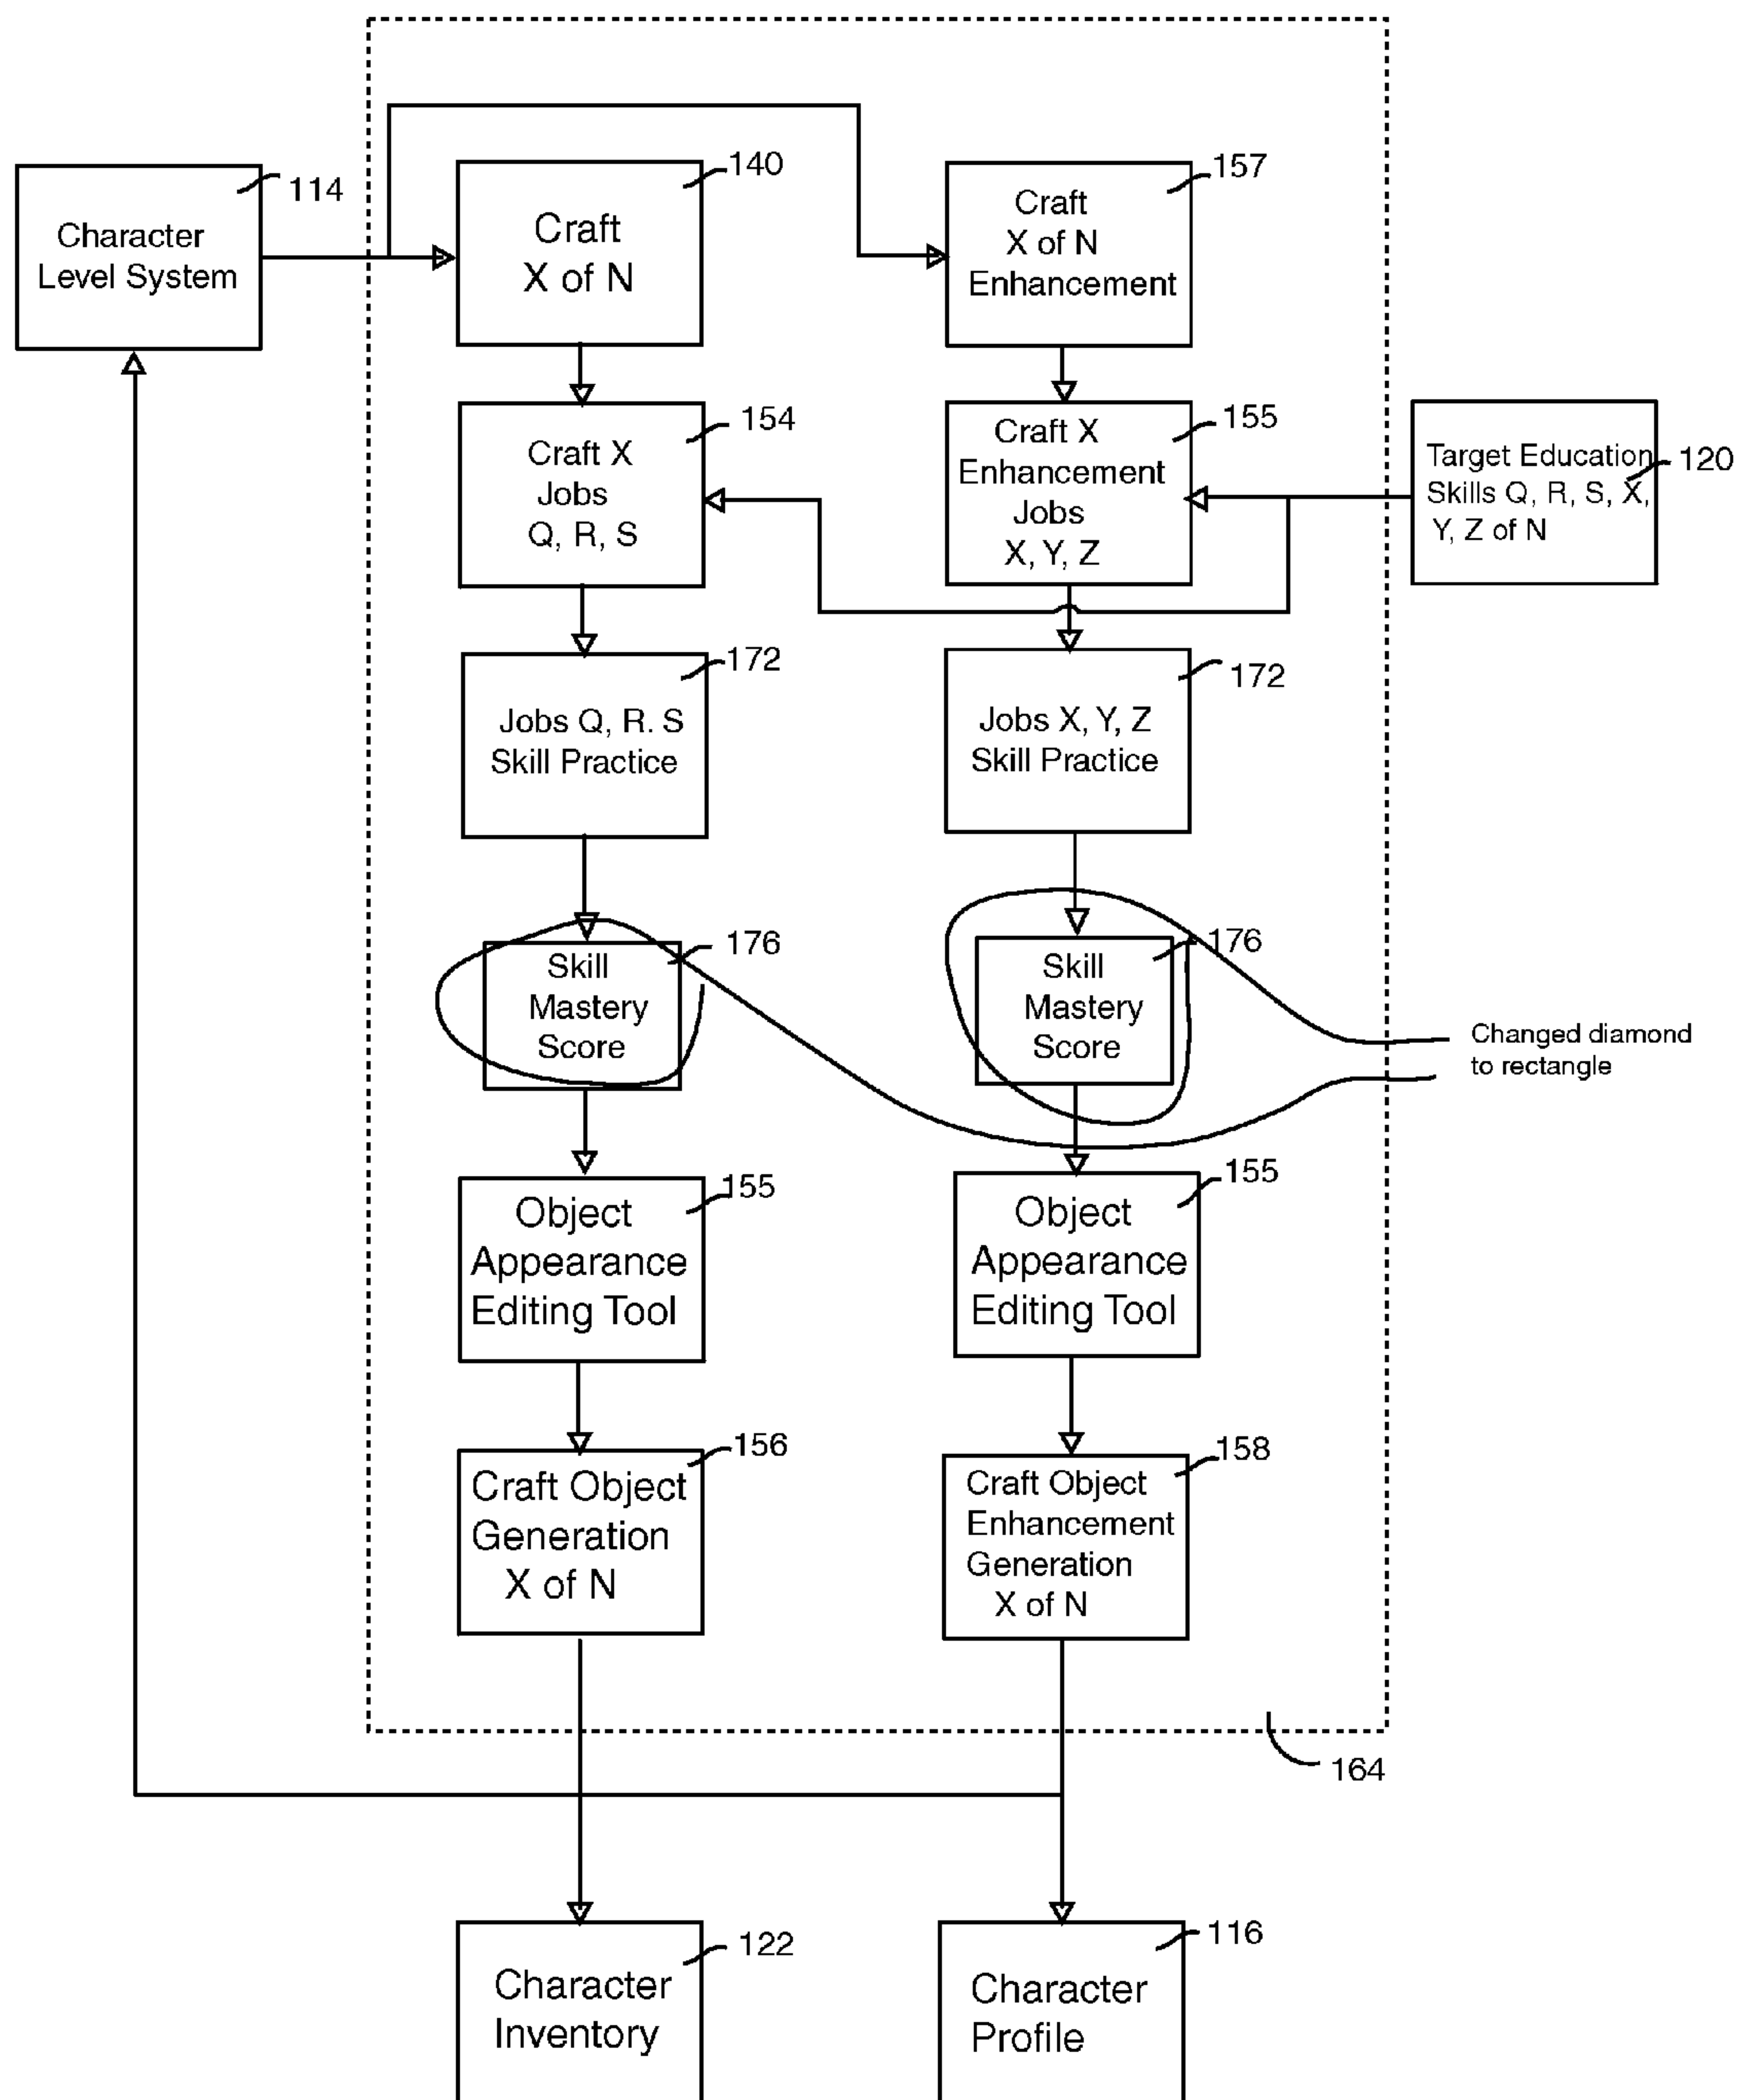 140
157
114
Character
Level System
Craft
X of N
Craft
X of N
Enhancement
154
155
120
Craft X
Jobs
Q, R, S
Craft X
Enhancement
Jobs
X, Y, Z
Target Education
Skills Q, R, S, X,
Y, Z of N
172
172
Jobs Q, R. S
Skill Practice
Jobs X, Y, Z
Skill Practice
176
176
Skill
Mastery
Score
Skill
Mastery
Score
Changed diamond
to rectangle
155
155
Object
Appearance
Editing Tool
Object
Appearance
Editing Tool
156
158
Craft Object
Generation
X of N
Craft Object
Enhancement
Generation
X of N
164
122
116
Character
Inventory
Character
Profile